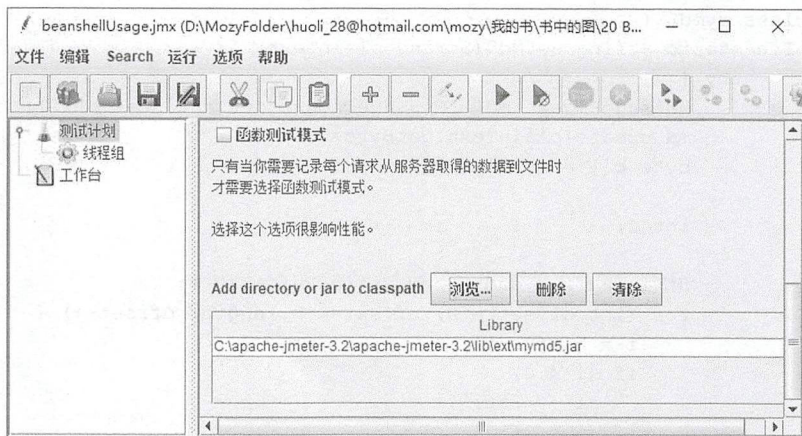 beanshellUsage.jmx (D:\MozyFolder\huoli_28@hotmail.com\mozy\我的书\书中的图\20 B...
文件 编辑 Search 运行 选项 帮助
测试计划
线程组
工作台
函数测试模式
只有当你需要记录每个请求从服务器取得的数据到文件时
才需要选择函数测试模式。
选择这个选项很影响性能。
Add directory or jar to classpath 浏览... 删除 清除
Library
C:\apache-jmeter-3.2\apache-jmeter-3.2\lib\ext\mymd5.jar